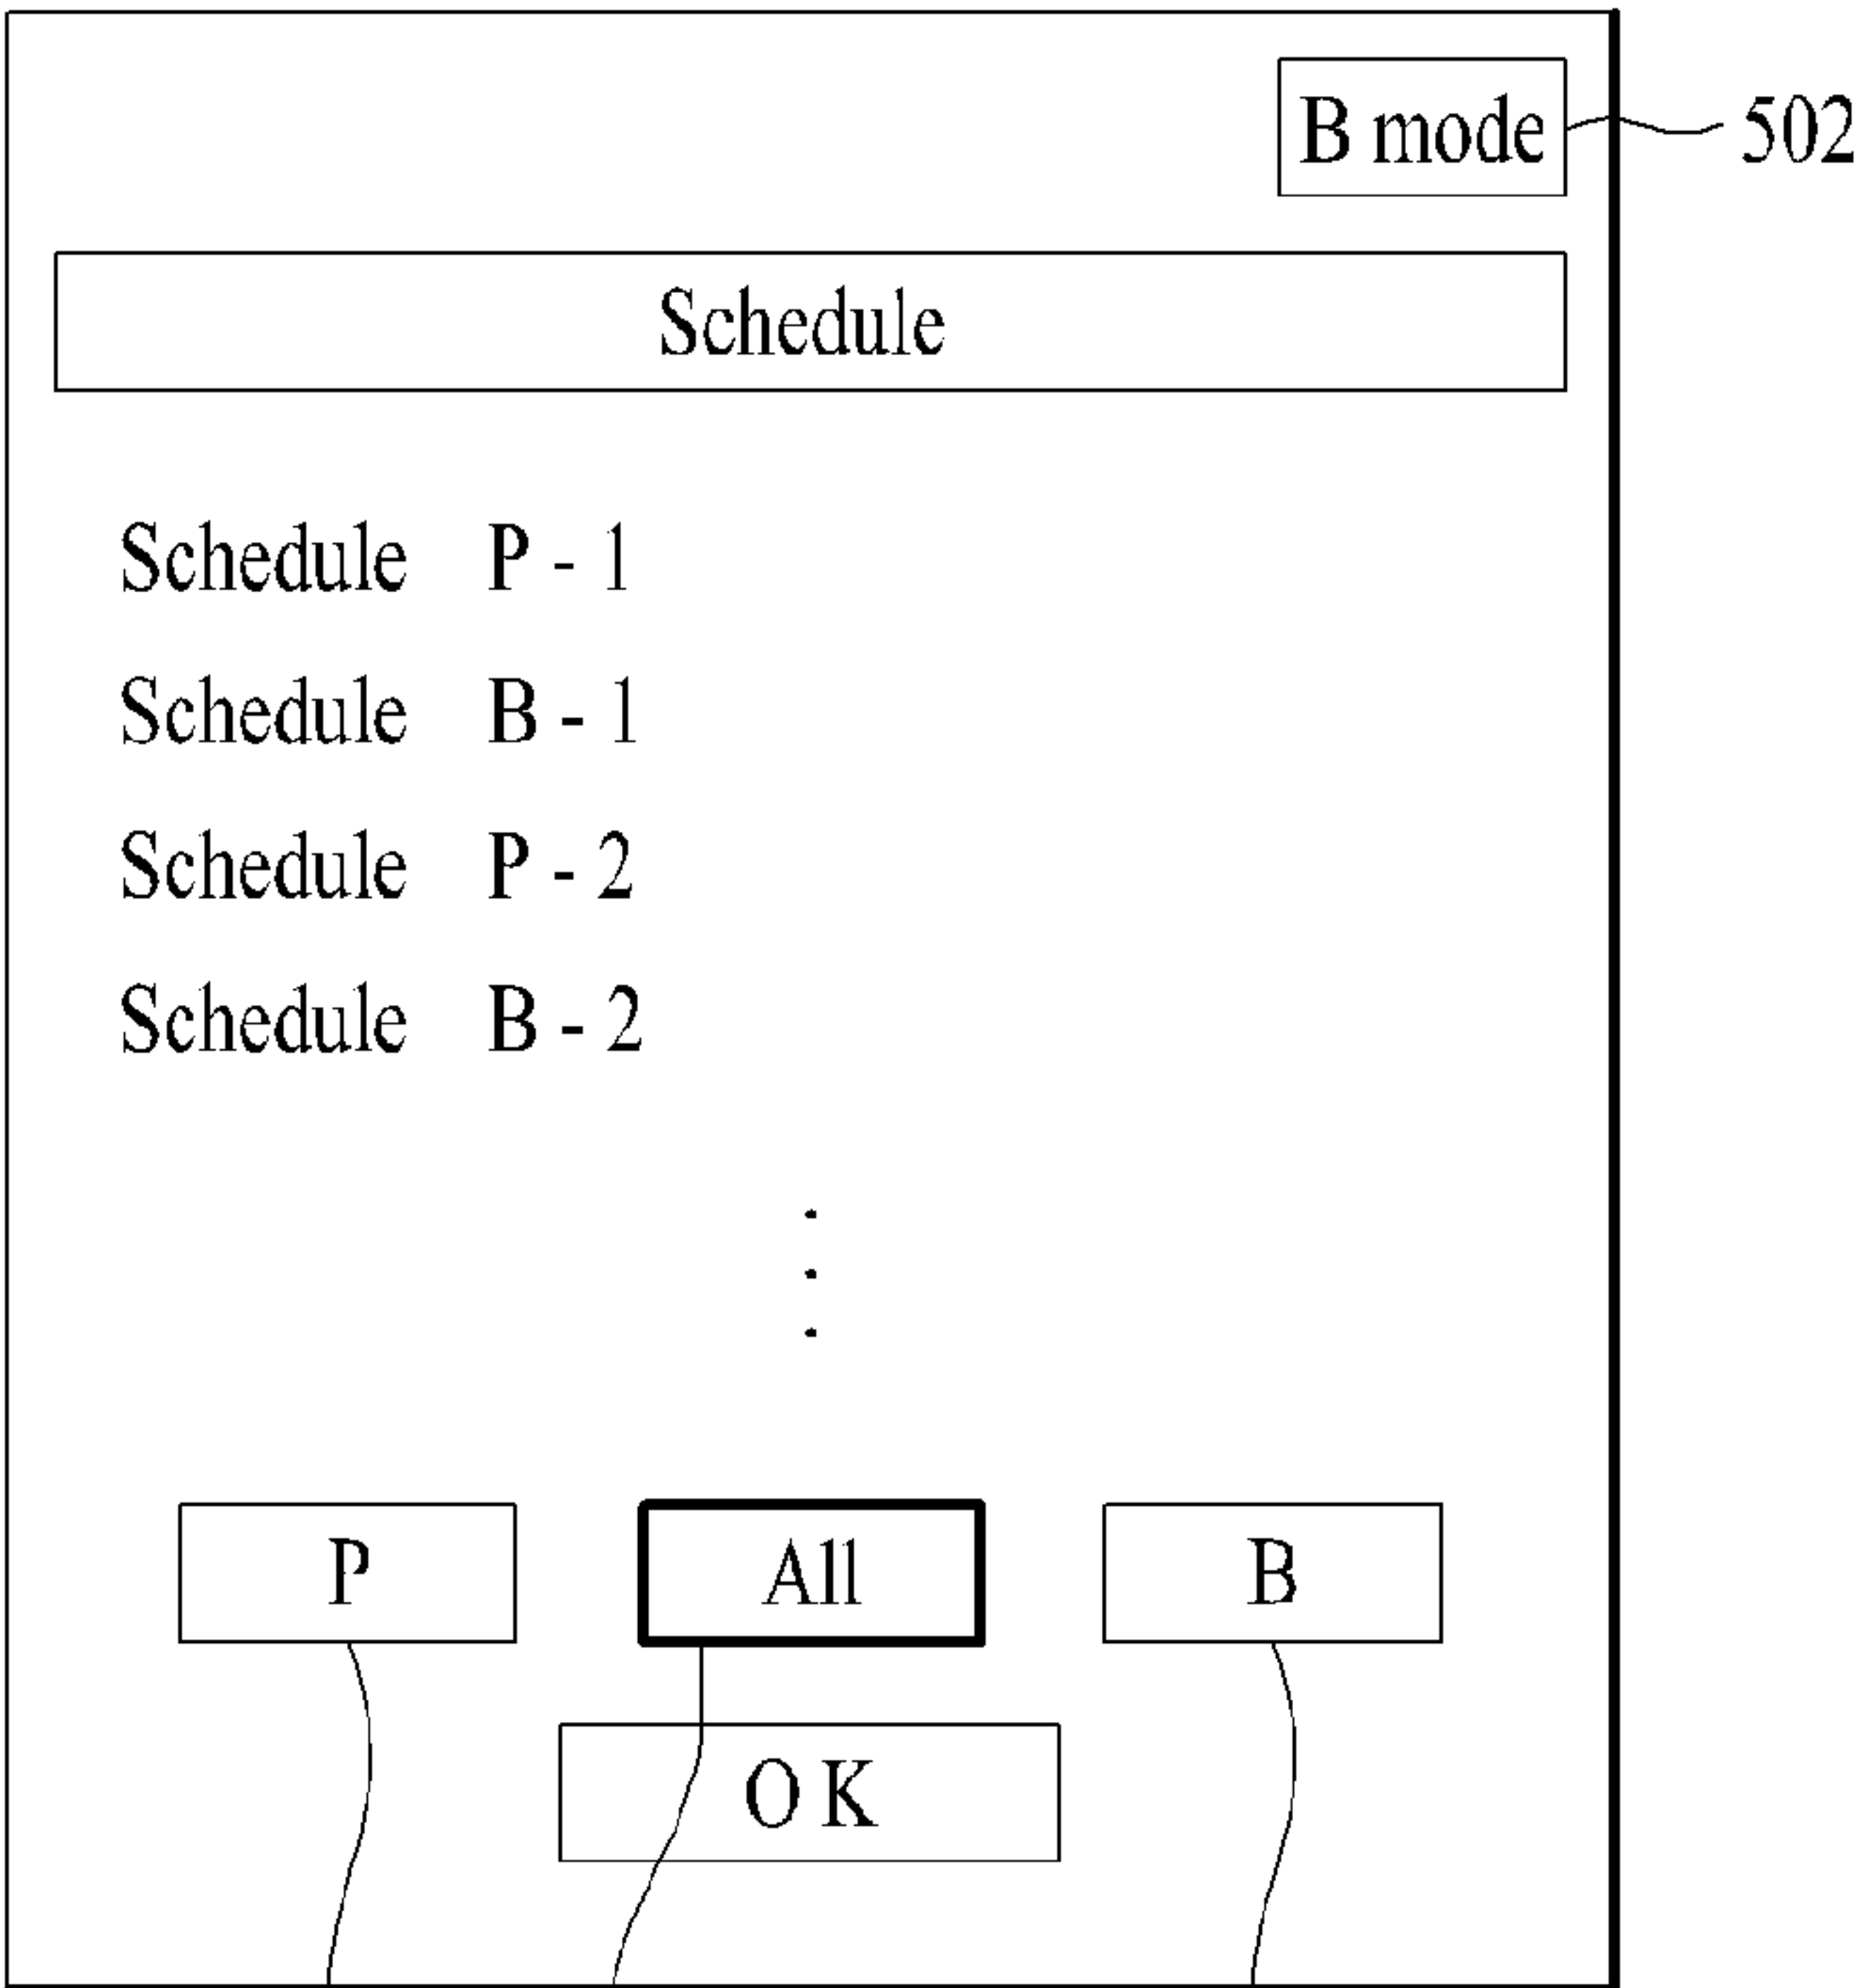 B mode
502
Schedule
Schedule P - 1
Schedule B - 1
Schedule P - 2
Schedule B - 2
P
All
B
OK